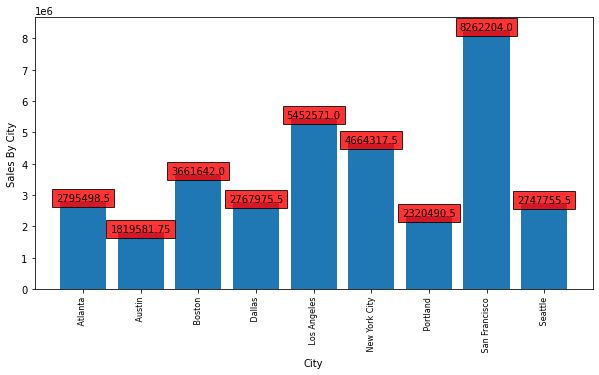 1e6
8
7
6
5
4
3
2
1
0
Sales By City
2795498.5
1819581.75
3661642.0
2767975.5
5452571.0
4664317.5
2320490.5
8262204.0
2747755.5
Atlanta
Austin
Boston
Dallas
Los Angeles
New York City
Portland
San Francisco
Seattle
City